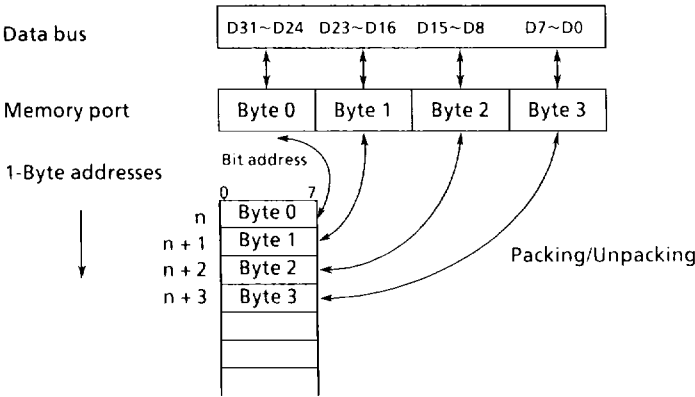 Data bus
D31~D24 D23~D16 D15~D8 D7~D0
Memory port
Byte 0 Byte 1 Byte 2 Byte 3
Bit address
1-Byte addresses
0 7
n Byte 0
n + 1 Byte 1
n + 2 Byte 2
n + 3 Byte 3
Packing/Unpacking